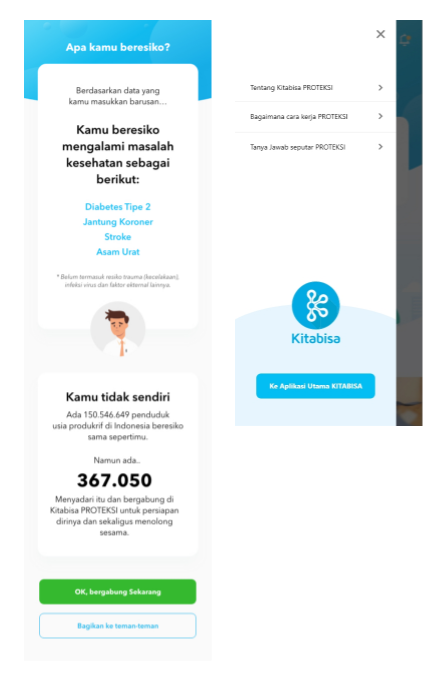 Apa kamu beresiko?
Berdasarkan data yang
kamu masukkan barusan...
Kamu beresiko
mengalami masalah
kesehatan sebagai
berikut:
Diabetes Tipe 2
Jantung Koroner
Stroke
Asam Urat
* Belum termasuk resiko trauma (kecelakaan),
infeksi virus dan faktor eksternal lainnya.
Kamu tidak sendiri
Ada 150.546.649 penduduk
usia produkrif di Indonesia beresiko
sama sepertimu.
Namun ada..
367.050
Menyadari itu dan bergabung di
Kitabisa PROTEKSI untuk persiapan
dirinya dan sekaligus menolong
sesama.
OK, bergabung Sekarang
Bagikan ke teman-teman
Tentang Kitabisa PROTEKSI
Bagaimana cara kerja PROTEKSI
Tanya Jawab seputar PROTEKSI
Kitabisa
Ke Aplikasi Utama KITABISA